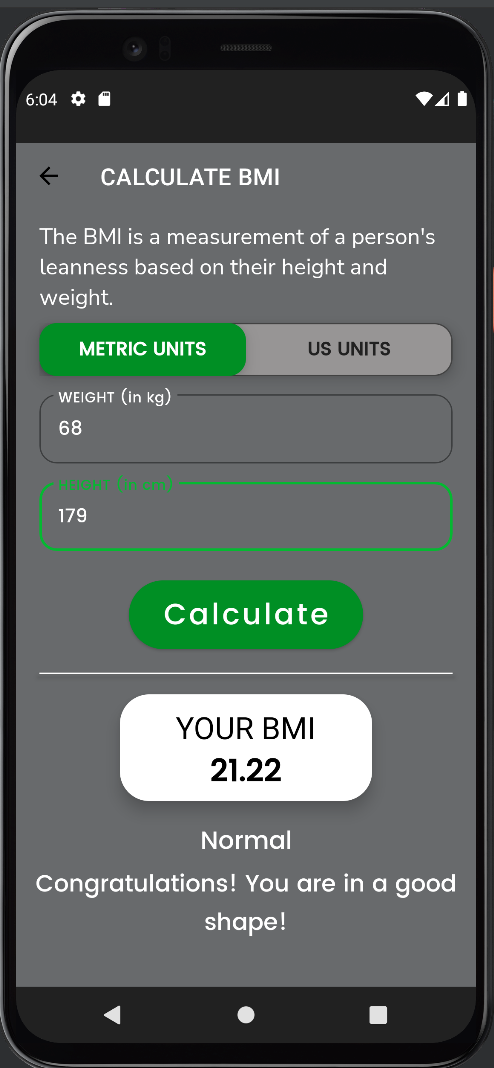 6:04
CALCULATE BMI
The BMI is a measurement of a person's
leanness based on their height and
weight.
METRIC UNITS
US UNITS
WEIGHT (in kg)
68
HEIGHT (in cm)
179
Calculate
YOUR BMI
21.22
Normal
Congratulations! You are in a good
shape!